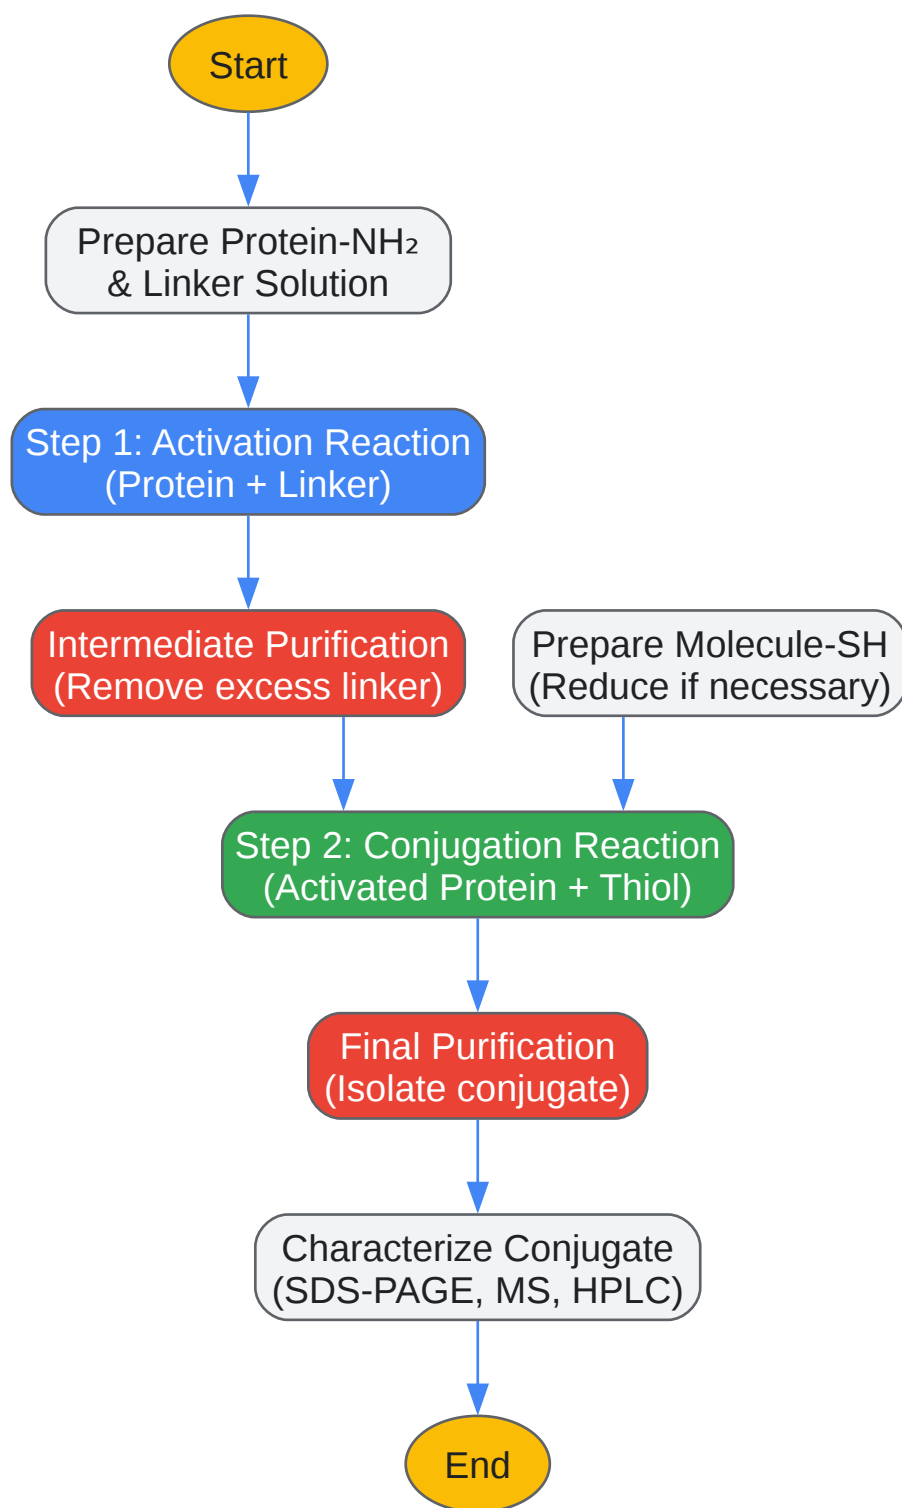 Start
Prepare Protein-NH₂
& Linker Solution
Step 1: Activation Reaction
(Protein + Linker)
Intermediate Purification
(Remove excess linker)
Prepare Molecule-SH
(Reduce if necessary)
Step 2: Conjugation Reaction
(Activated Protein + Thiol)
Final Purification
(Isolate conjugate)
Characterize Conjugate
(SDS-PAGE, MS, HPLC)
End